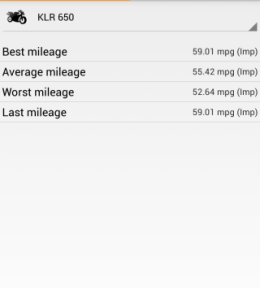 KLR 650
Best mileage 59.01 mpg (Imp)
Average mileage 55.42 mpg (Imp)
Worst mileage 52.64 mpg (Imp)
Last mileage 59.01 mpg (Imp)